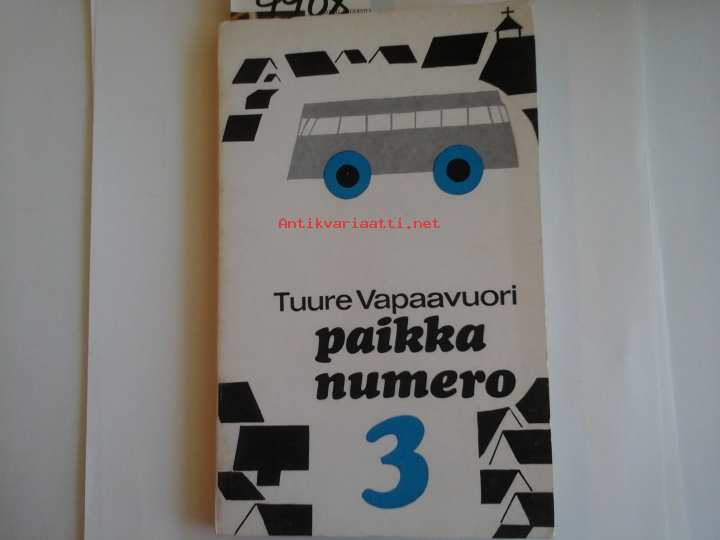 Antikvariaatti.net
Tuure Vapaavuori
paikka
numero
3